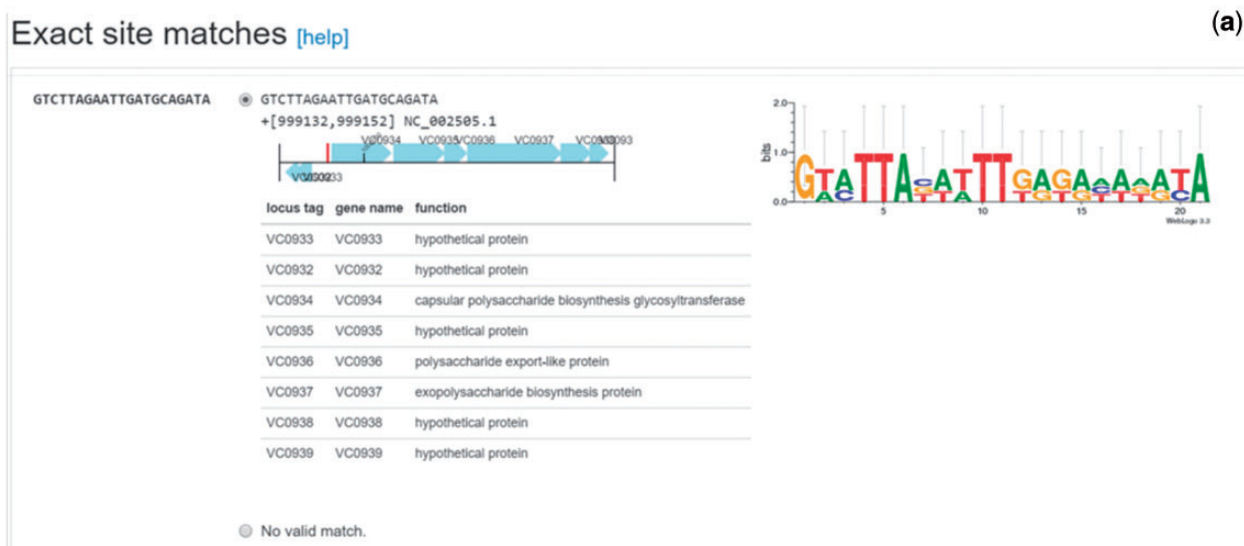 (a)
Exact site matches [help]
GTCTTAGAATTGATGCAGATA
GTCTTAGAATTGATGCAGATA
+[999132,999152] NC_002505.1
VC0934 VC0936 VC0937
locus tag gene name function
VC0933 VC0933 hypothetical protein
VC0932 VC0932 hypothetical protein
VC0934 VC0934 capsular polysaccharide biosynthesis glycosyltransferase
VC0935 VC0935 hypothetical protein
VC0936 VC0936 polysaccharide export-like protein
VC0937 VC0937 exopolysaccharide biosynthesis protein
VC0938 VC0938 hypothetical protein
VC0939 VC0939 hypothetical protein
No valid match.
2.0
bits
1.0
0.0
5 10 15 20
WebLogo 3.3